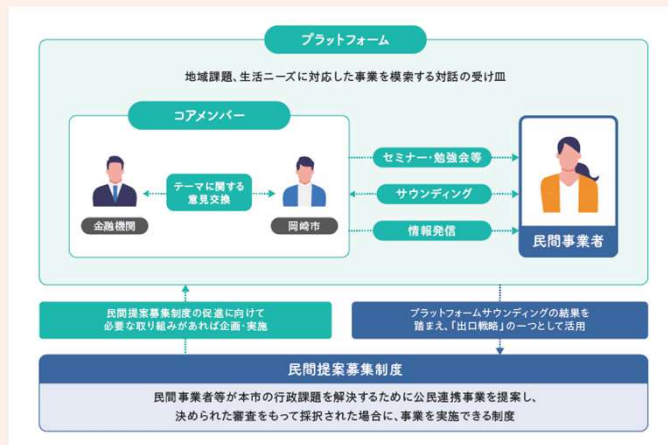 プラットフォーム
地域課題、生活ニーズに対応した事業を模索する対話の受け皿
コアメンバー
金融機関
テーマに関する
意見交換
岡崎市
セミナー・勉強会等
サウンディング
情報発信
民間事業者
民間提案募集制度の促進に向けて
必要な取り組みがあれば企画・実施
プラットフォームサウンディングの結果を
踏まえ、「出口戦略」の一つとして活用
民間提案募集制度
民間事業者等が本市の行政課題を解決するために公民連携事業を提案し、
決められた審査をもって採択された場合に、事業を実施できる制度